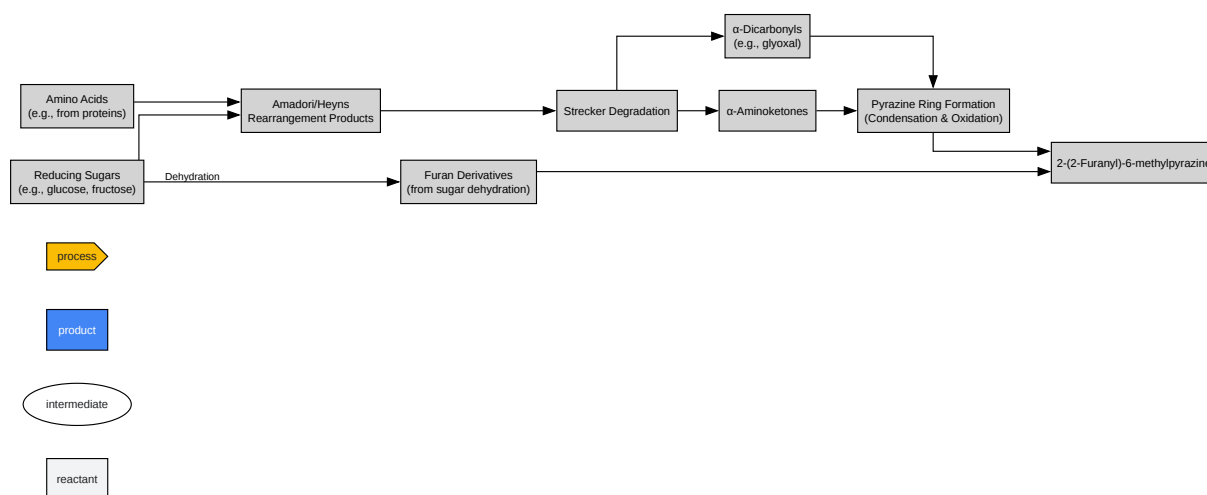 α-Dicarbonyls
(e.g., glyoxal)
Amino Acids
(e.g., from proteins)
Amadori/Heyns
Rearrangement Products
Strecker Degradation
α-Aminoketones
Pyrazine Ring Formation
(Condensation & Oxidation)
2-(2-Furanyl)-6-methylpyrazine
Reducing Sugars
(e.g., glucose, fructose)
Dehydration
Furan Derivatives
(from sugar dehydration)
process
product
intermediate
reactant